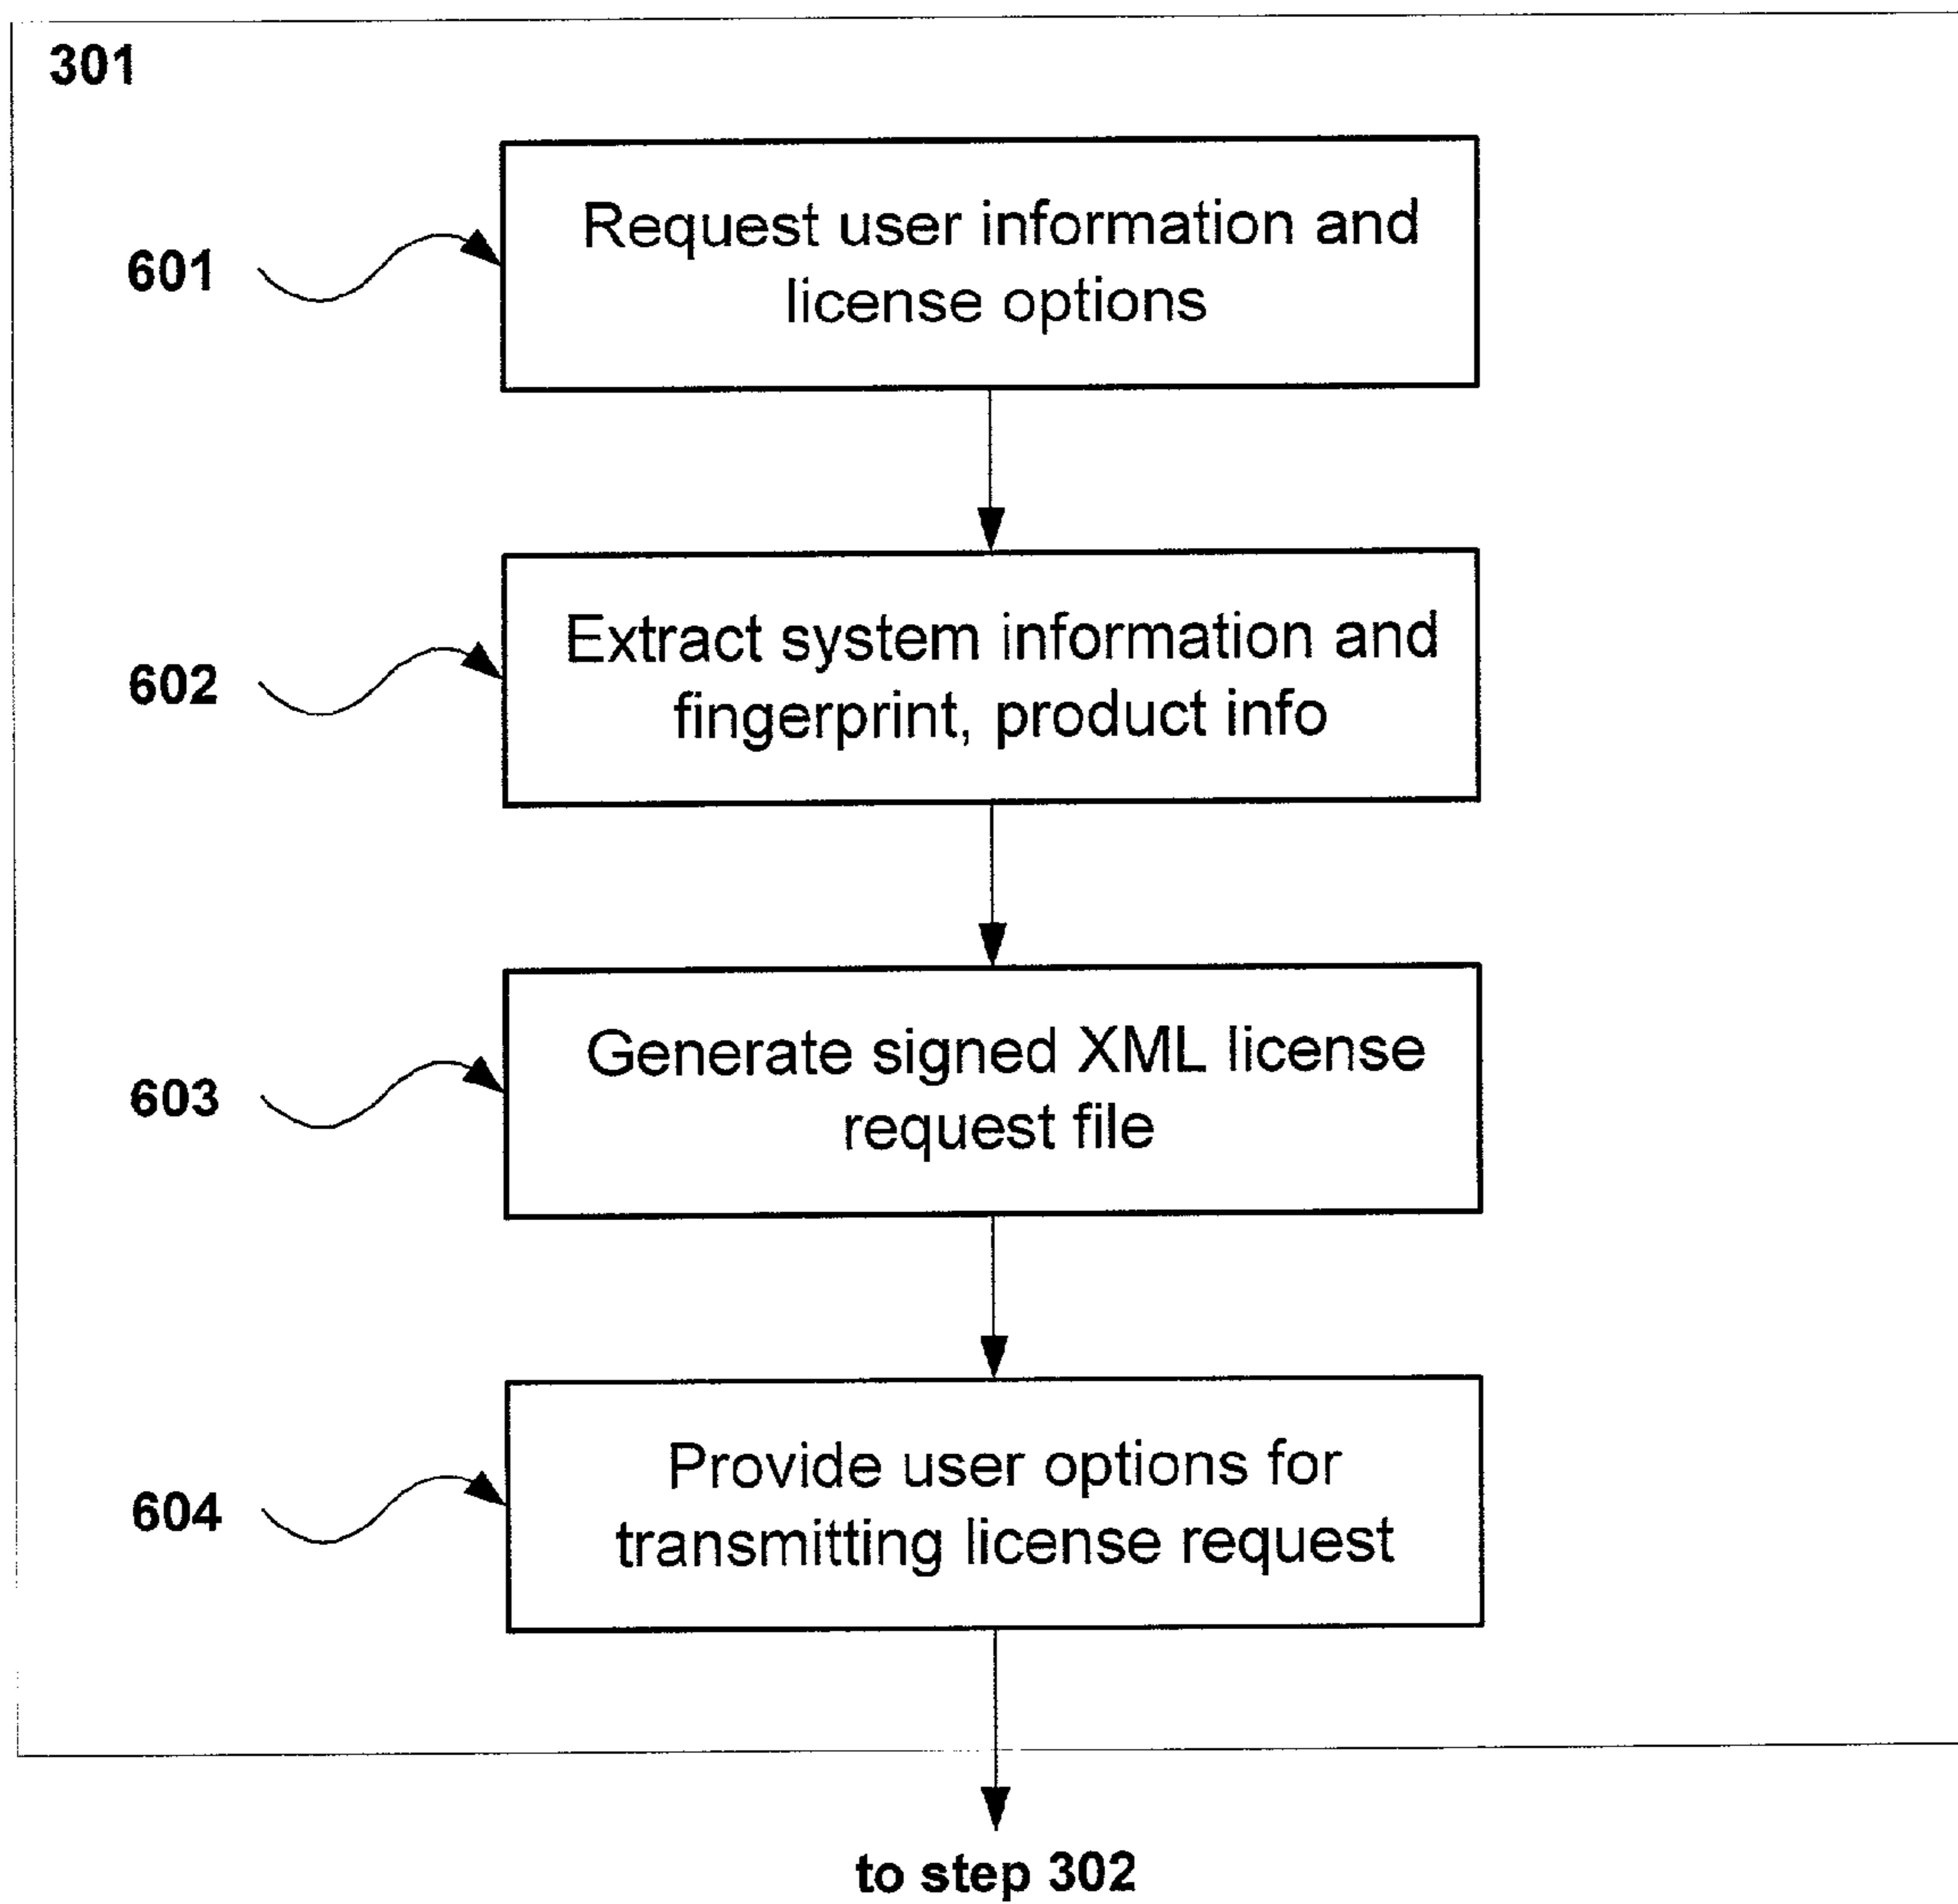 301
601
Request user information and
license options
602
Extract system information and
fingerprint, product info
603
Generate signed XML license
request file
604
Provide user options for
transmitting license request
to step 302